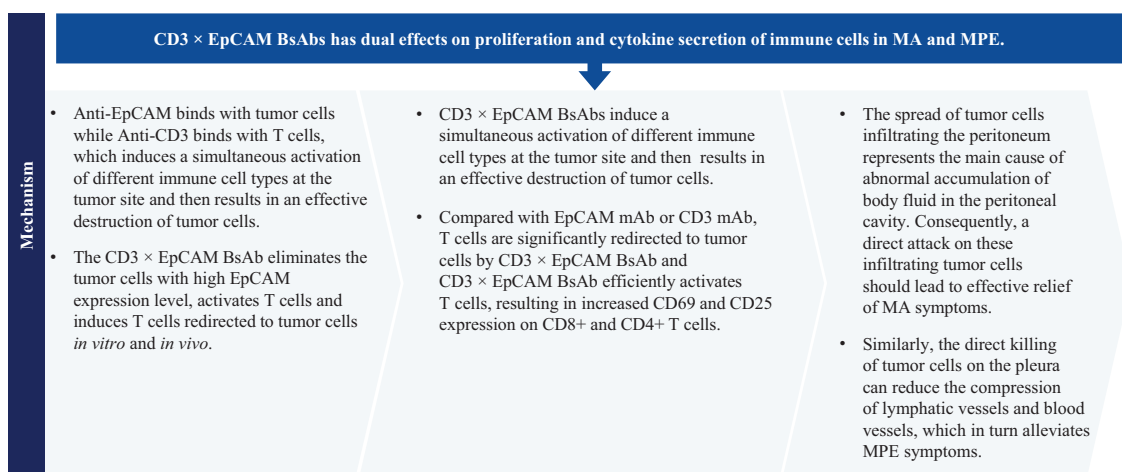 Mechanism
CD3 × EpCAM BsAbs has dual effects on proliferation and cytokine secretion of immune cells in MA and MPE.
• Anti-EpCAM binds with tumor cells
while Anti-CD3 binds with T cells,
which induces a simultaneous activation
of different immune cell types at the
tumor site and then results in an effective
destruction of tumor cells.
• The CD3 × EpCAM BsAb eliminates the
tumor cells with high EpCAM
expression level, activates T cells and
induces T cells redirected to tumor cells
in vitro and in vivo.
• CD3 × EpCAM BsAbs induce a
simultaneous activation of different immune
cell types at the tumor site and then results in
an effective destruction of tumor cells.
• Compared with EpCAM mAb or CD3 mAb,
T cells are significantly redirected to tumor
cells by CD3 × EpCAM BsAb and
CD3 × EpCAM BsAb efficiently activates
T cells, resulting in increased CD69 and CD25
expression on CD8+ and CD4+ T cells.
• The spread of tumor cells
infiltrating the peritoneum
represents the main cause of
abnormal accumulation of
body fluid in the peritoneal
cavity. Consequently, a
direct attack on these
infiltrating tumor cells
should lead to effective relief
of MA symptoms.
• Similarly, the direct killing
of tumor cells on the pleura
can reduce the compression
of lymphatic vessels and blood
vessels, which in turn alleviates
MPE symptoms.